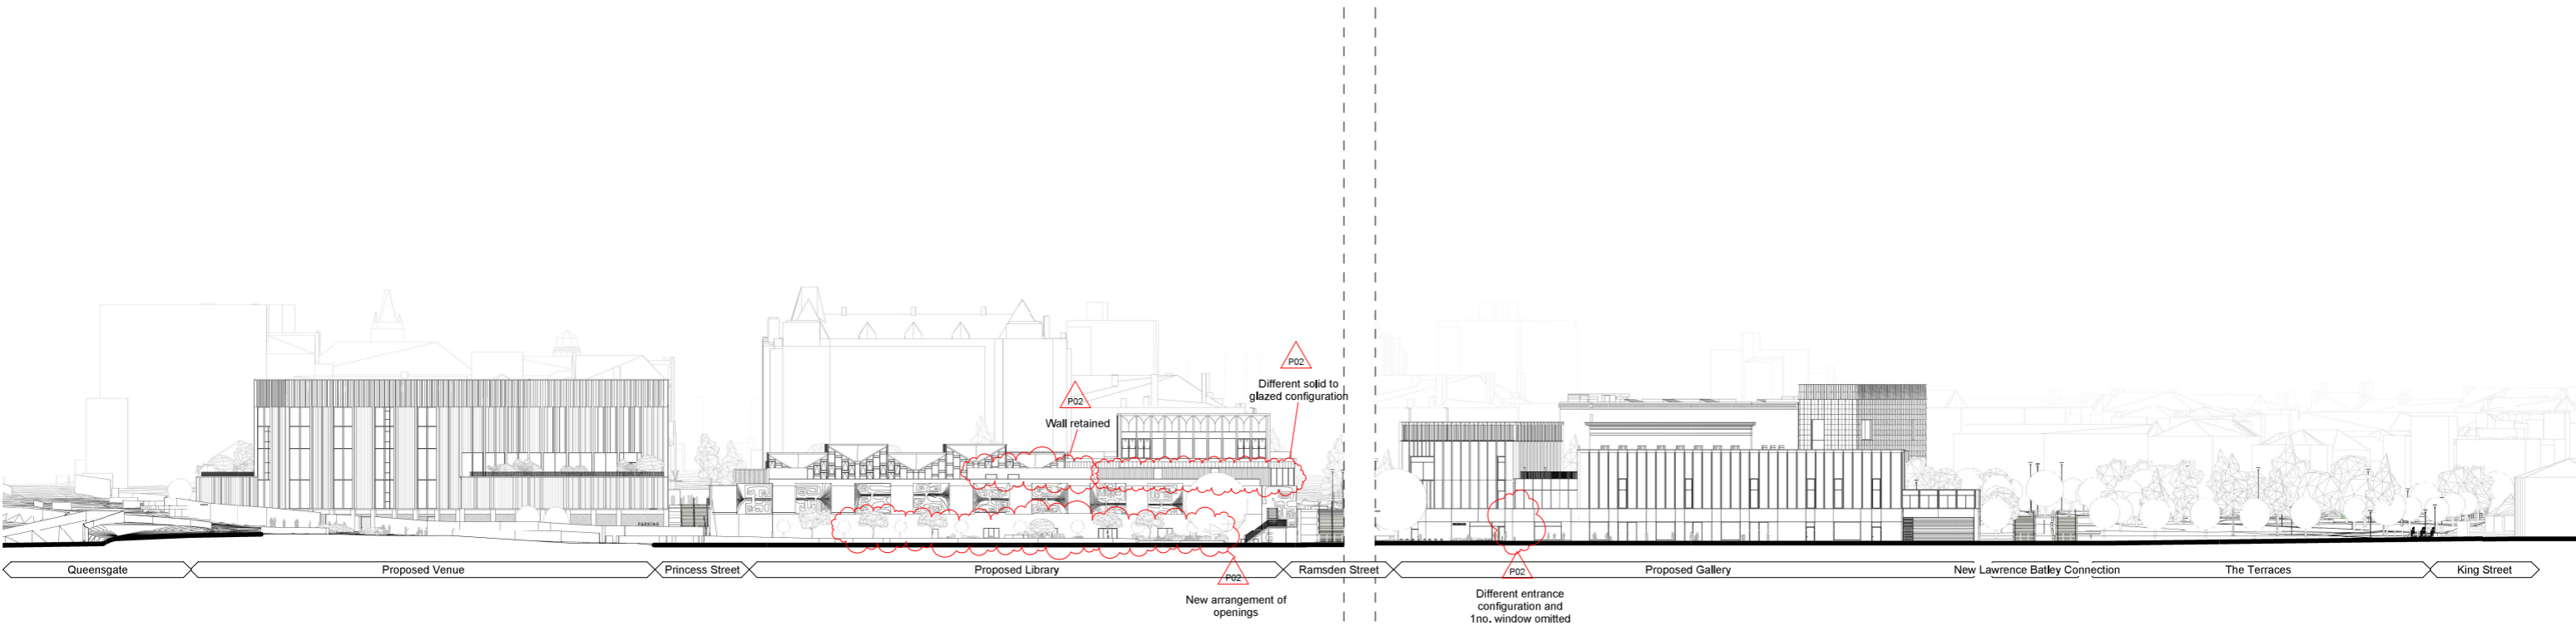 P02
Different solid to
glazed configuration
P02
Wall retained
PARKING
Queensgate
Proposed Venue
Princess Street
Proposed Library
Ramsden Street
Proposed Gallery
New Lawrence Batley Connection
The Terraces
King Street
P02
New arrangement of
openings
P02
Different entrance
configuration and
1no. window omitted